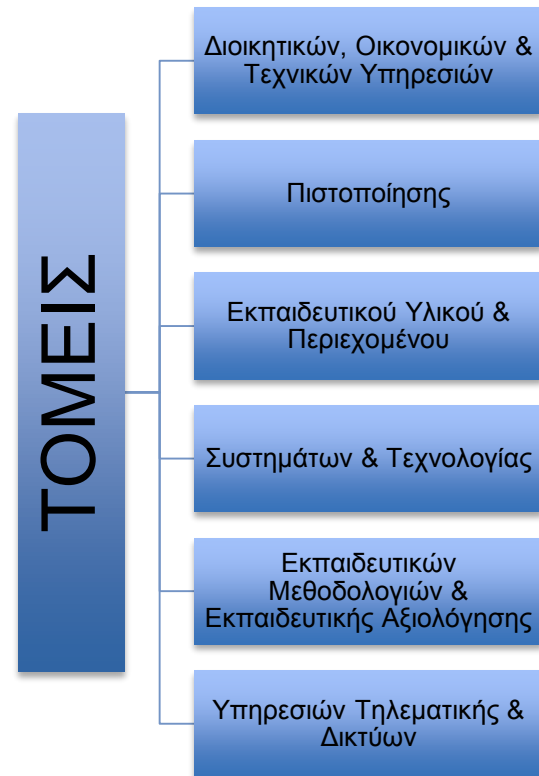 ΤΟΜΕΙΣ
Διοικητικών, Οικονομικών &
Τεχνικών Υπηρεσιών
Πιστοποίησης
Εκπαιδευτικού Υλικού &
Περιεχομένου
Συστημάτων & Τεχνολογίας
Εκπαιδευτικών
Μεθοδολογιών &
Εκπαιδευτικής Αξιολόγησης
Υπηρεσιών Τηλεματικής &
Δικτύων